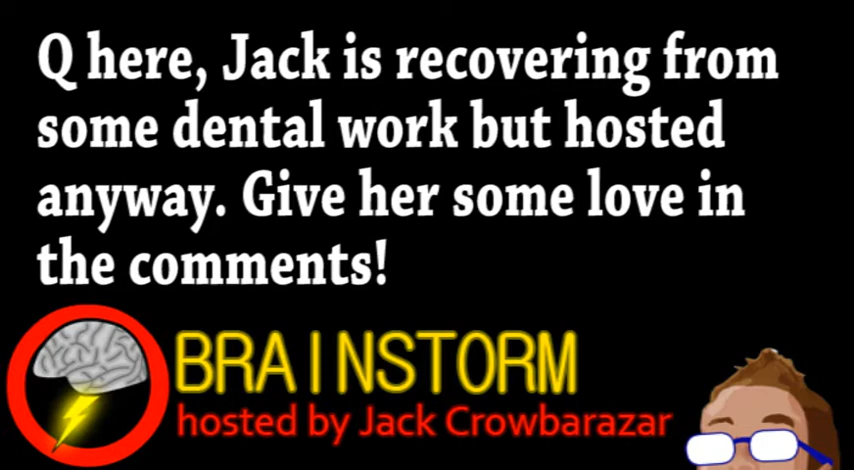 Q here, Jack is recovering from
some dental work but hosted
anyway. Give her some love in
the comments!
BRAINSTORM
hosted by Jack Crowbarazar